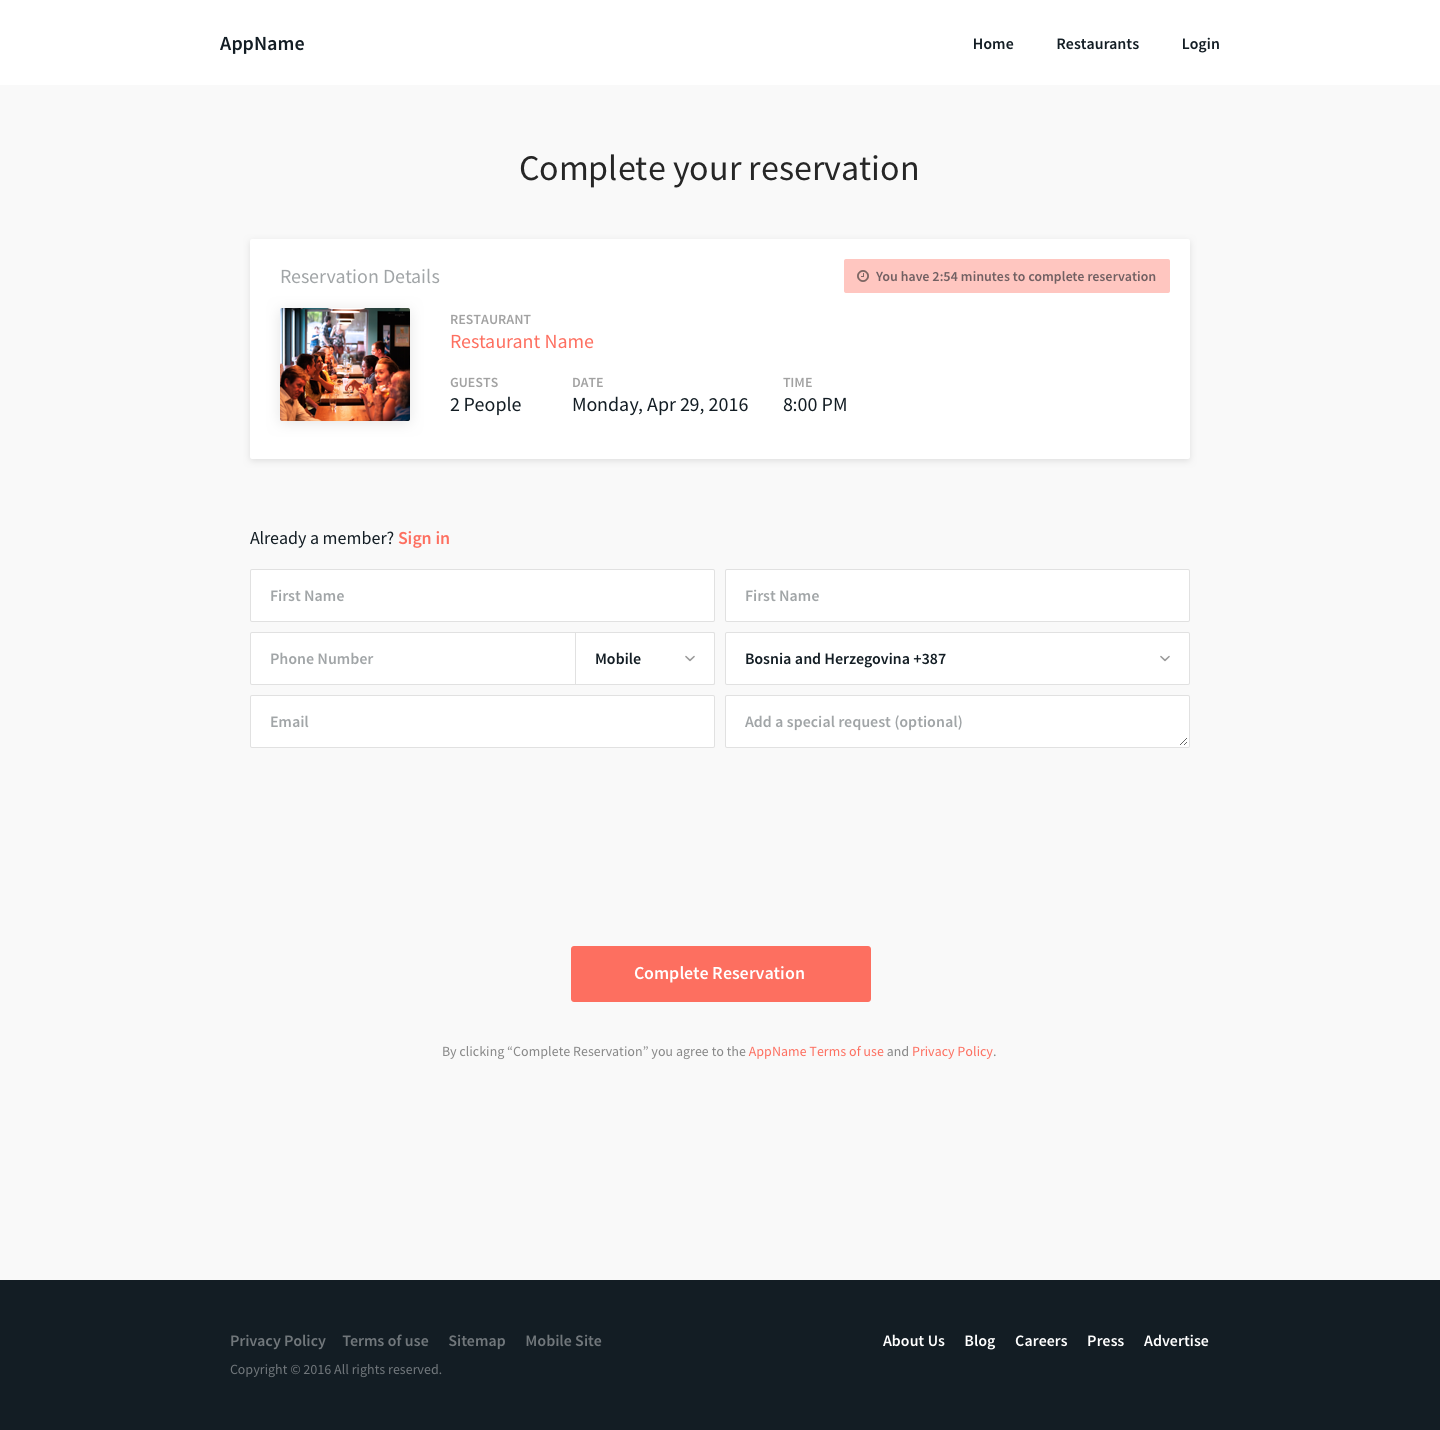 AppName
Home Restaurants Login
Complete your reservation
Reservation Details
You have 2:54 minutes to complete reservation
RESTAURANT
Restaurant Name
GUESTS DATE TIME
2 People Monday, Apr 29, 2016 8:00 PM
Already a member? Sign in
First Name First Name
Phone Number Mobile Bosnia and Herzegovina +387
Email Add a special request (optional)
Complete Reservation
By clicking “Complete Reservation” you agree to the AppName Terms of use and Privacy Policy.
Privacy Policy Terms of use Sitemap Mobile Site About Us Blog Careers Press Advertise
Copyright © 2016 All rights reserved.